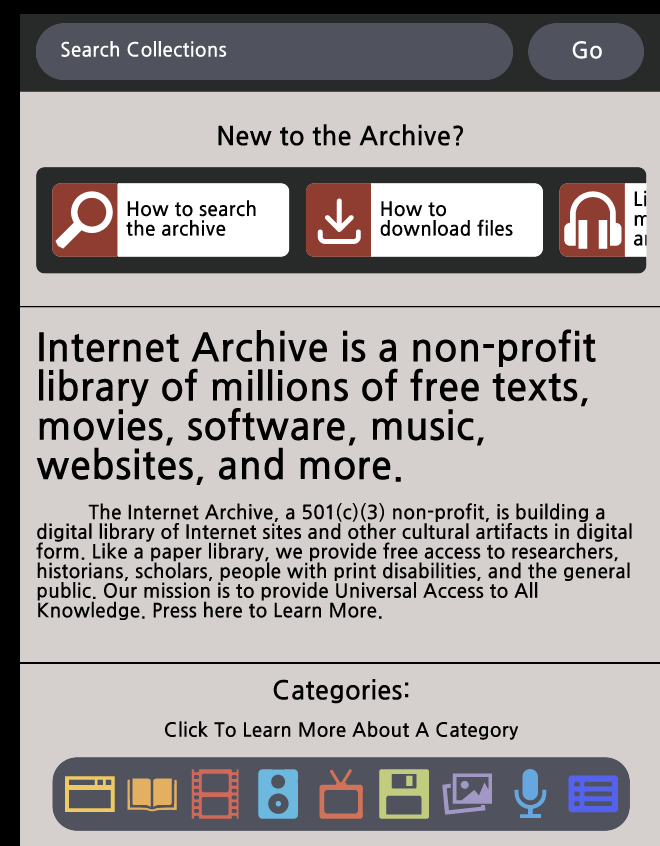 Search Collections
Go
New to the Archive?
How to search
the archive
How to
download files
Li
m
Internet Archive is a non-profit
library of millions of free texts,
movies, software, music,
websites, and more.
The Internet Archive, a 501(c)(3) non-profit, is building a
digital library of Internet sites and other cultural artifacts in digital
form. Like a paper library, we provide free access to researchers,
historians, scholars, people with print disabilities, and the general
public. Our mission is to provide Universal Access to All
Knowledge. Press here to Learn More.
Categories:
Click To Learn More About A Category